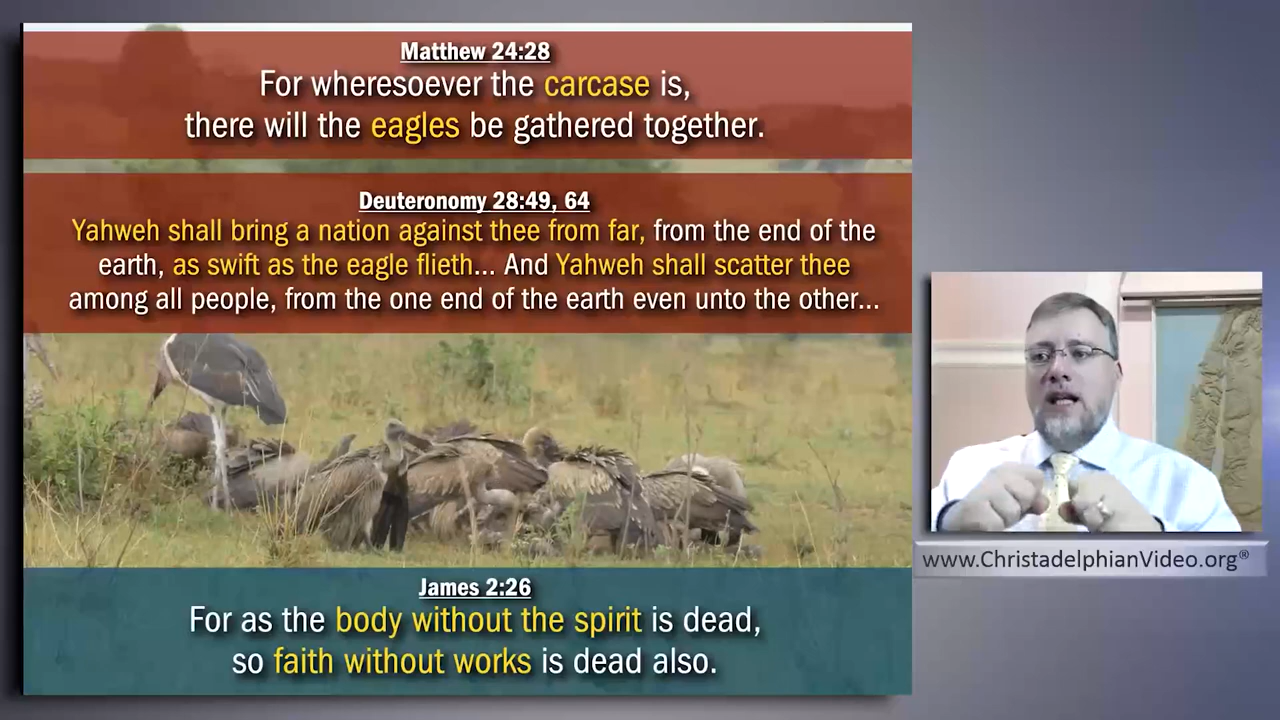 Matthew 24:28
For wheresoever the carcase is,
there will the eagles be gathered together.
Deuteronomy 28:49, 64
Yahweh shall bring a nation against thee from far, from the end of the
earth, as swift as the eagle flieth... And Yahweh shall scatter thee
among all people, from the one end of the earth even unto the other...
James 2:26
For as the body without the spirit is dead,
so faith without works is dead also.
www.ChristadelphianVideo.org®